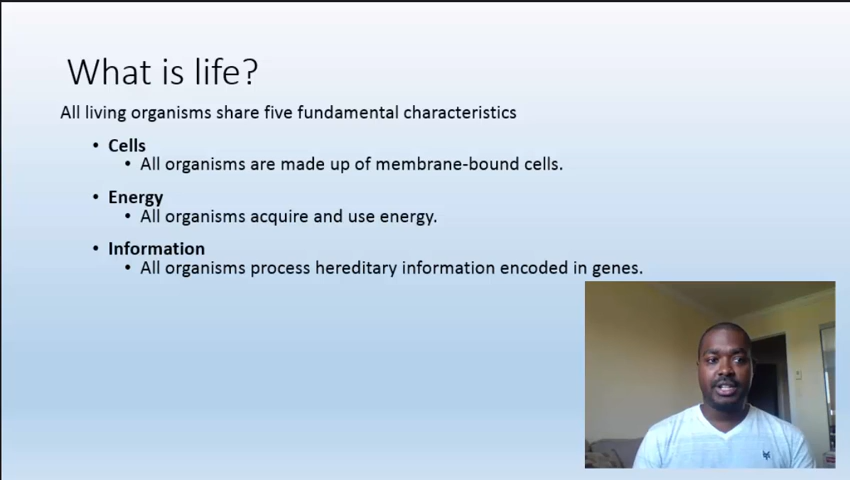 What is life?
All living organisms share five fundamental characteristics
• Cells
• All organisms are made up of membrane-bound cells.
• Energy
• All organisms acquire and use energy.
• Information
• All organisms process hereditary information encoded in genes.